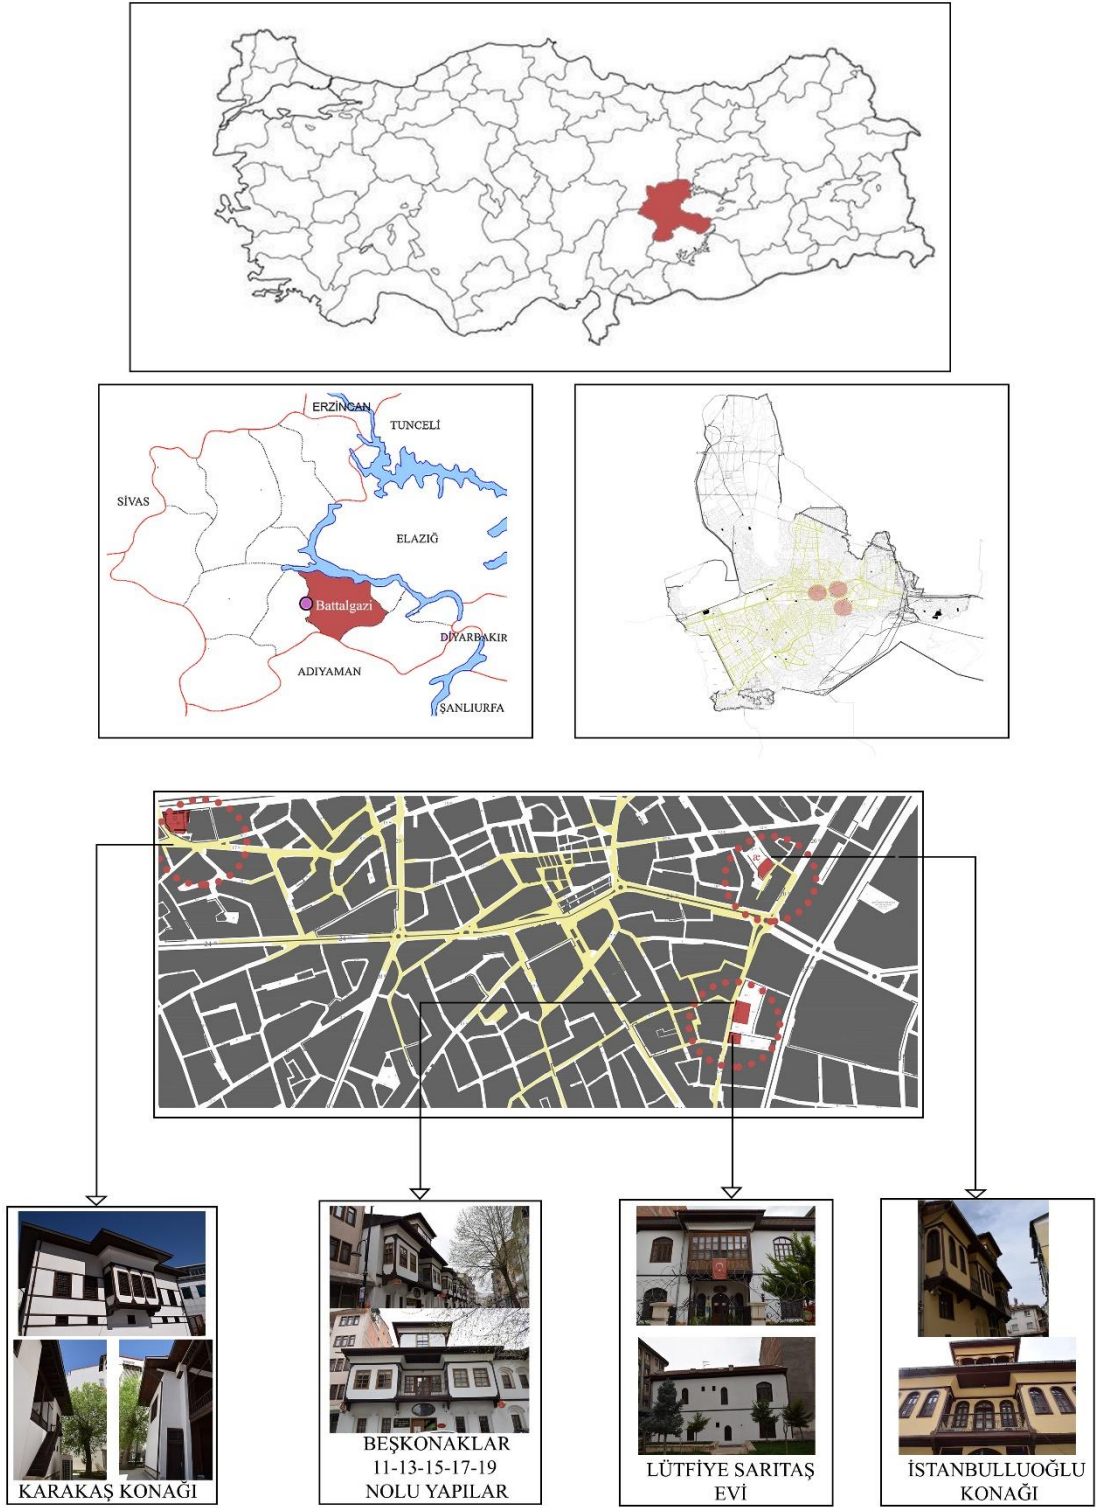 ERZİNCAN
TUNCELİ
SİVAS
ELAZIĞ
Battalgazi
DİYARBAKIR
ADIYAMAN
ŞANLIURFA
KARAKAŞ KONAĞI
BEŞKONAKLAR
11-13-15-17-19
NOLU YAPILAR
LÜTFİYE SARITAŞ
EVİ
İSTANBULLUOĞLU
KONAĞI